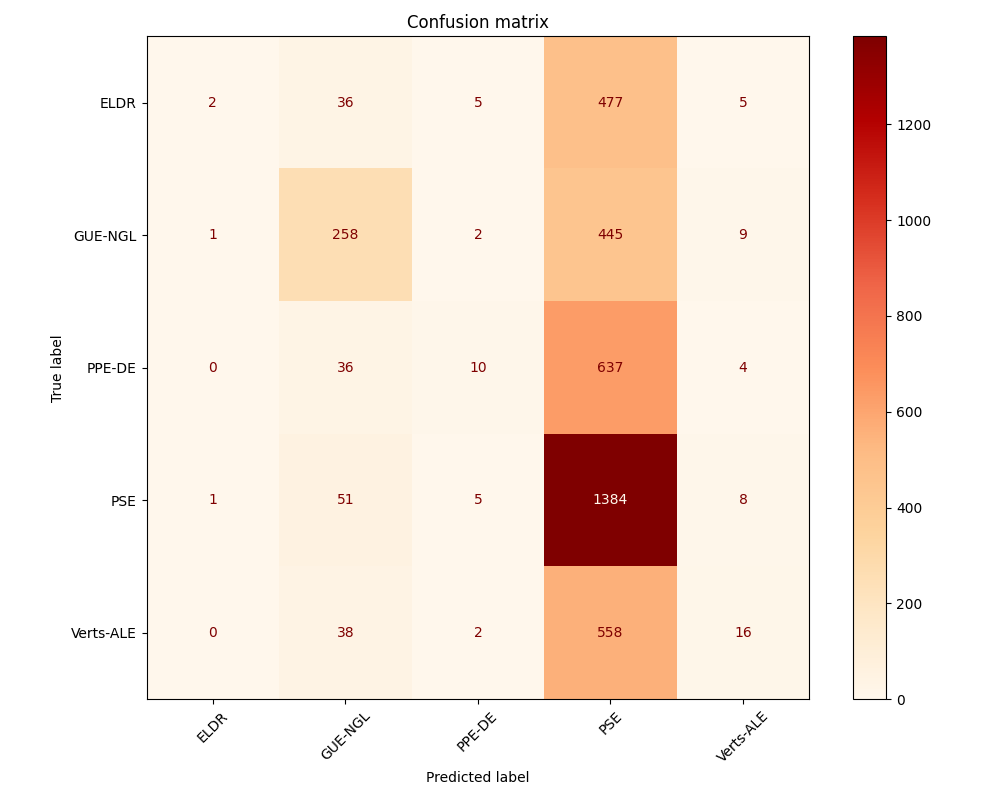 Confusion matrix
ELDR 2 36 5 477 5
GUE-NGL 1 258 2 445 9
PPE-DE 0 36 10 637 4
PSE 1 51 5 1384 8
Verts-ALE 0 38 2 558 16
ELDR GUE-NGL PPE-DE PSE Verts-ALE
Predicted label
True label
1200
1000
800
600
400
200
0